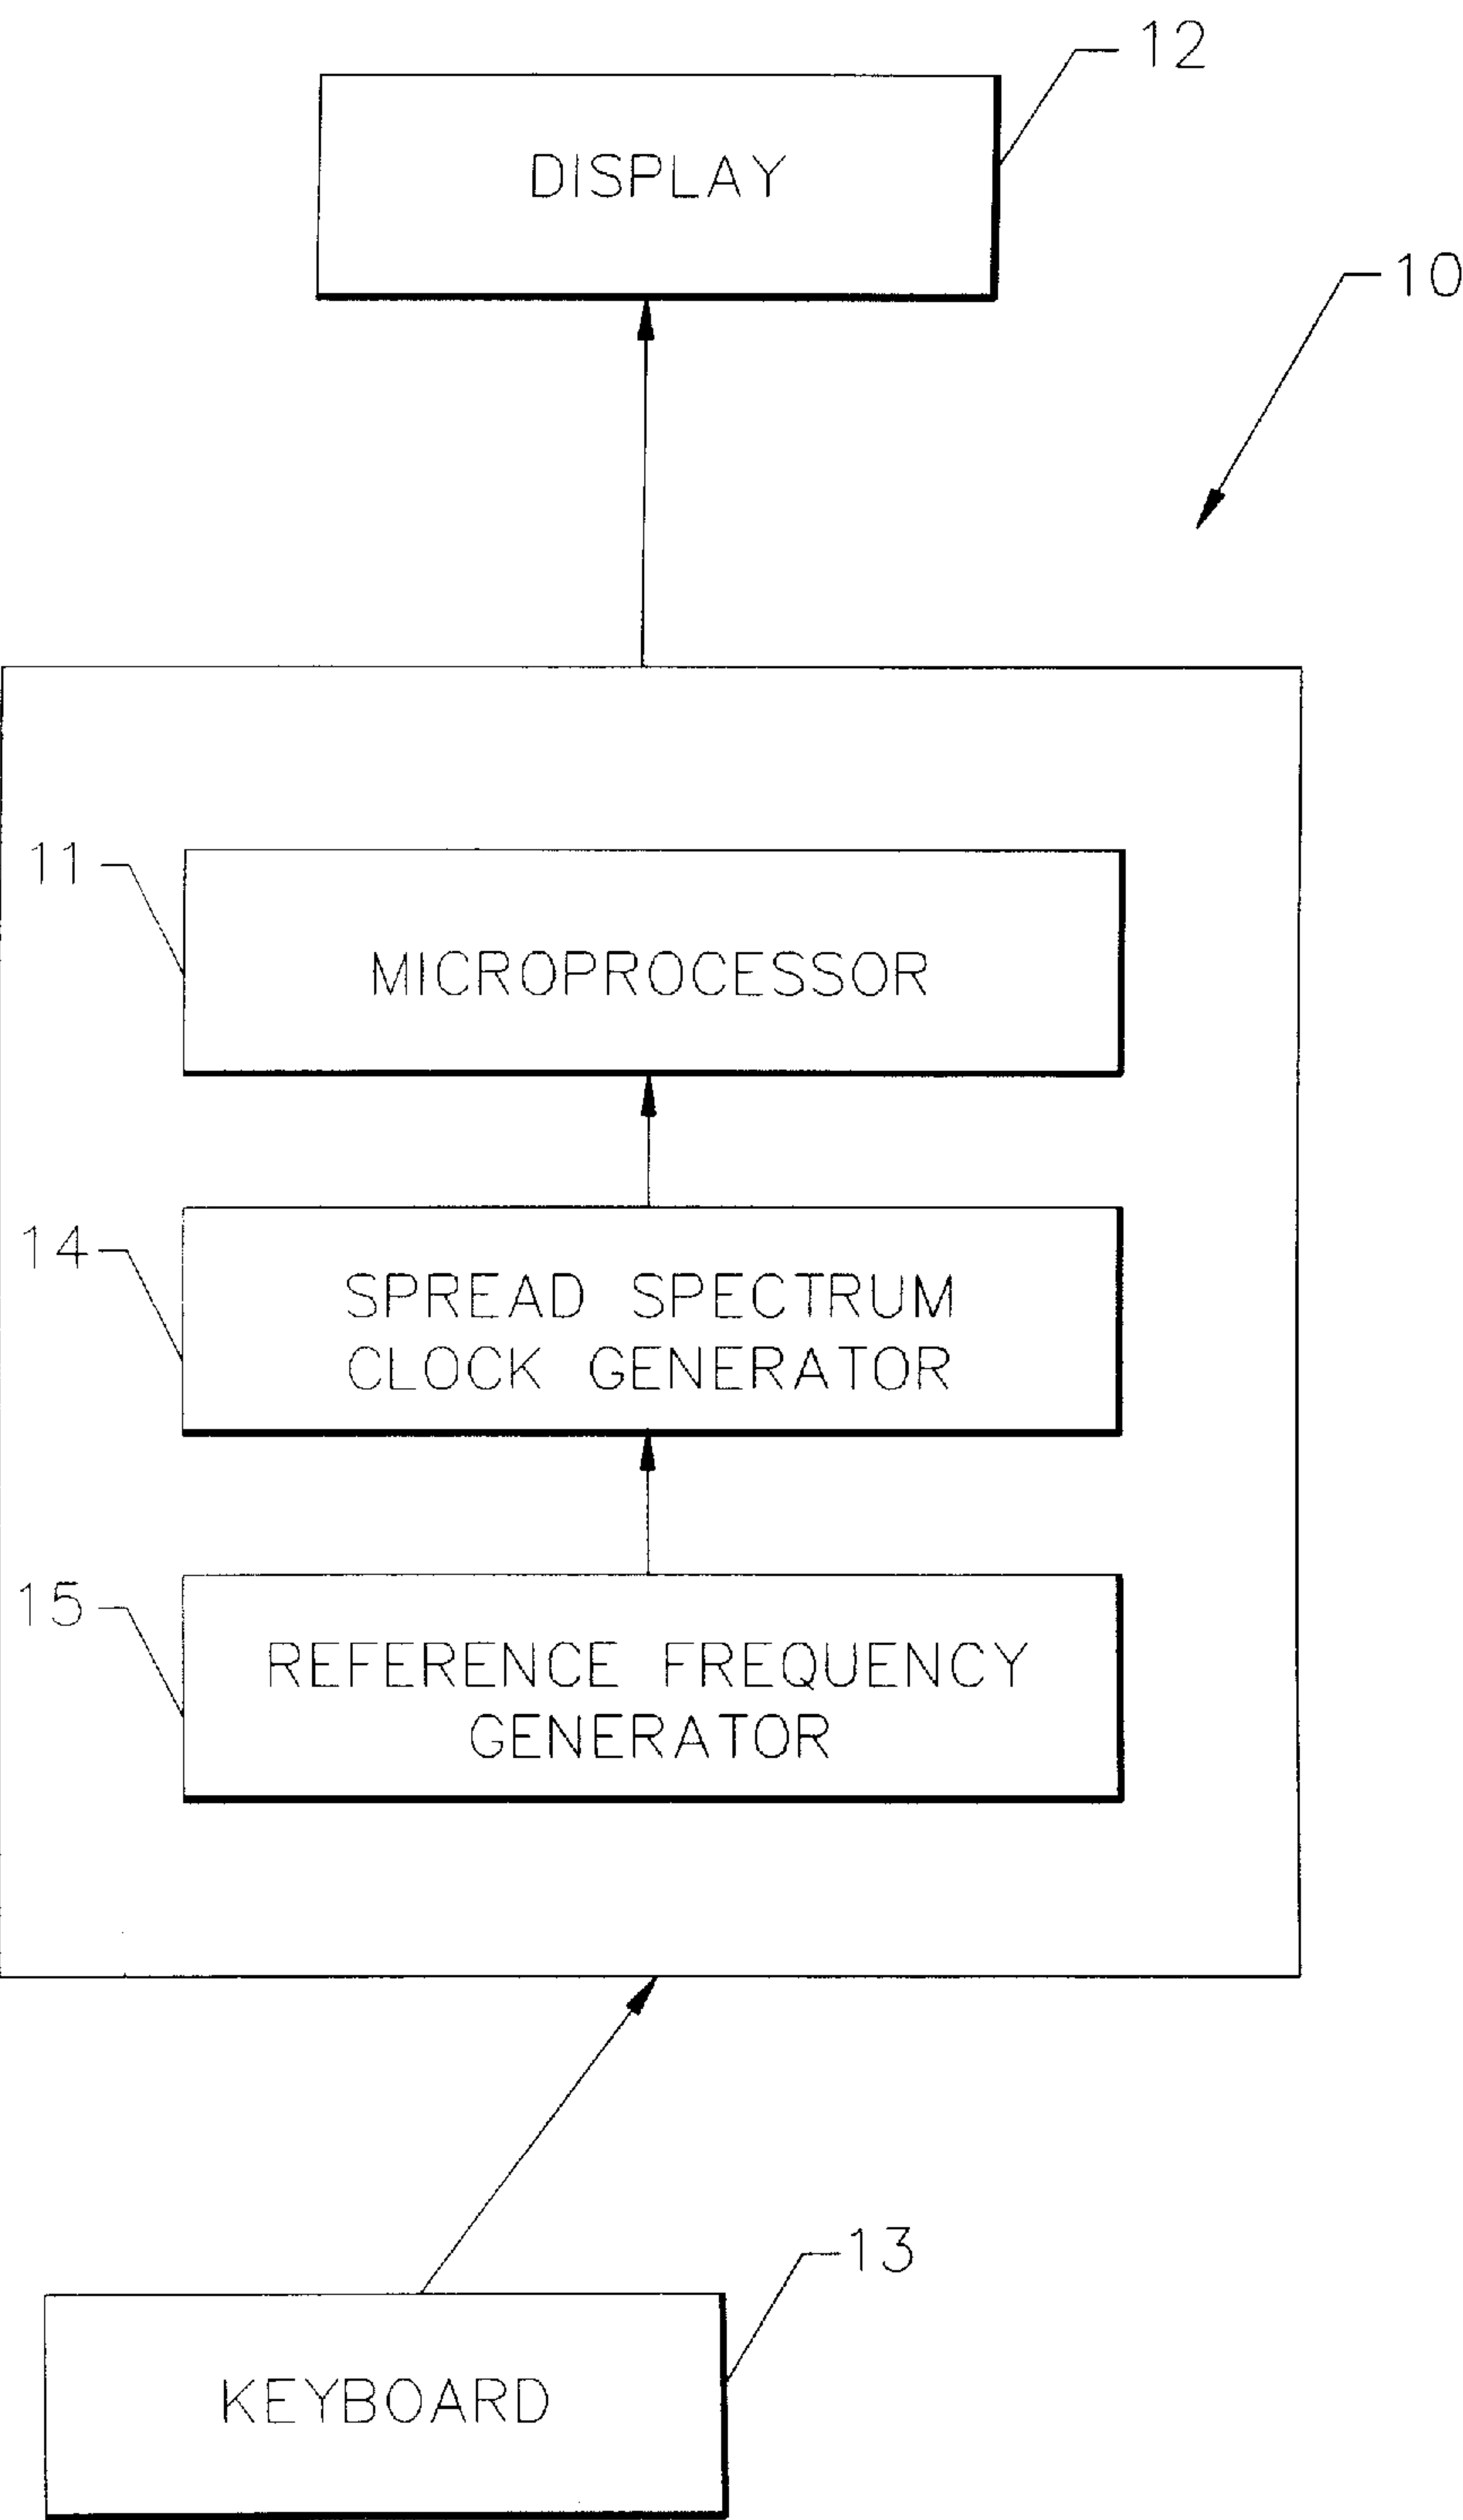 12
DISPLAY
10
11
MICROPROCESSOR
14
SPREAD SPECTRUM
CLOCK GENERATOR
15
REFERENCE FREQUENCY
GENERATOR
13
KEYBOARD